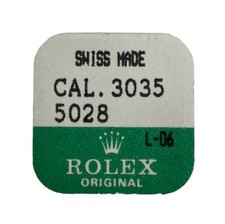 SWISS MADE
CAL. 3035
5028
L-06
ROLEX
ORIGINAL